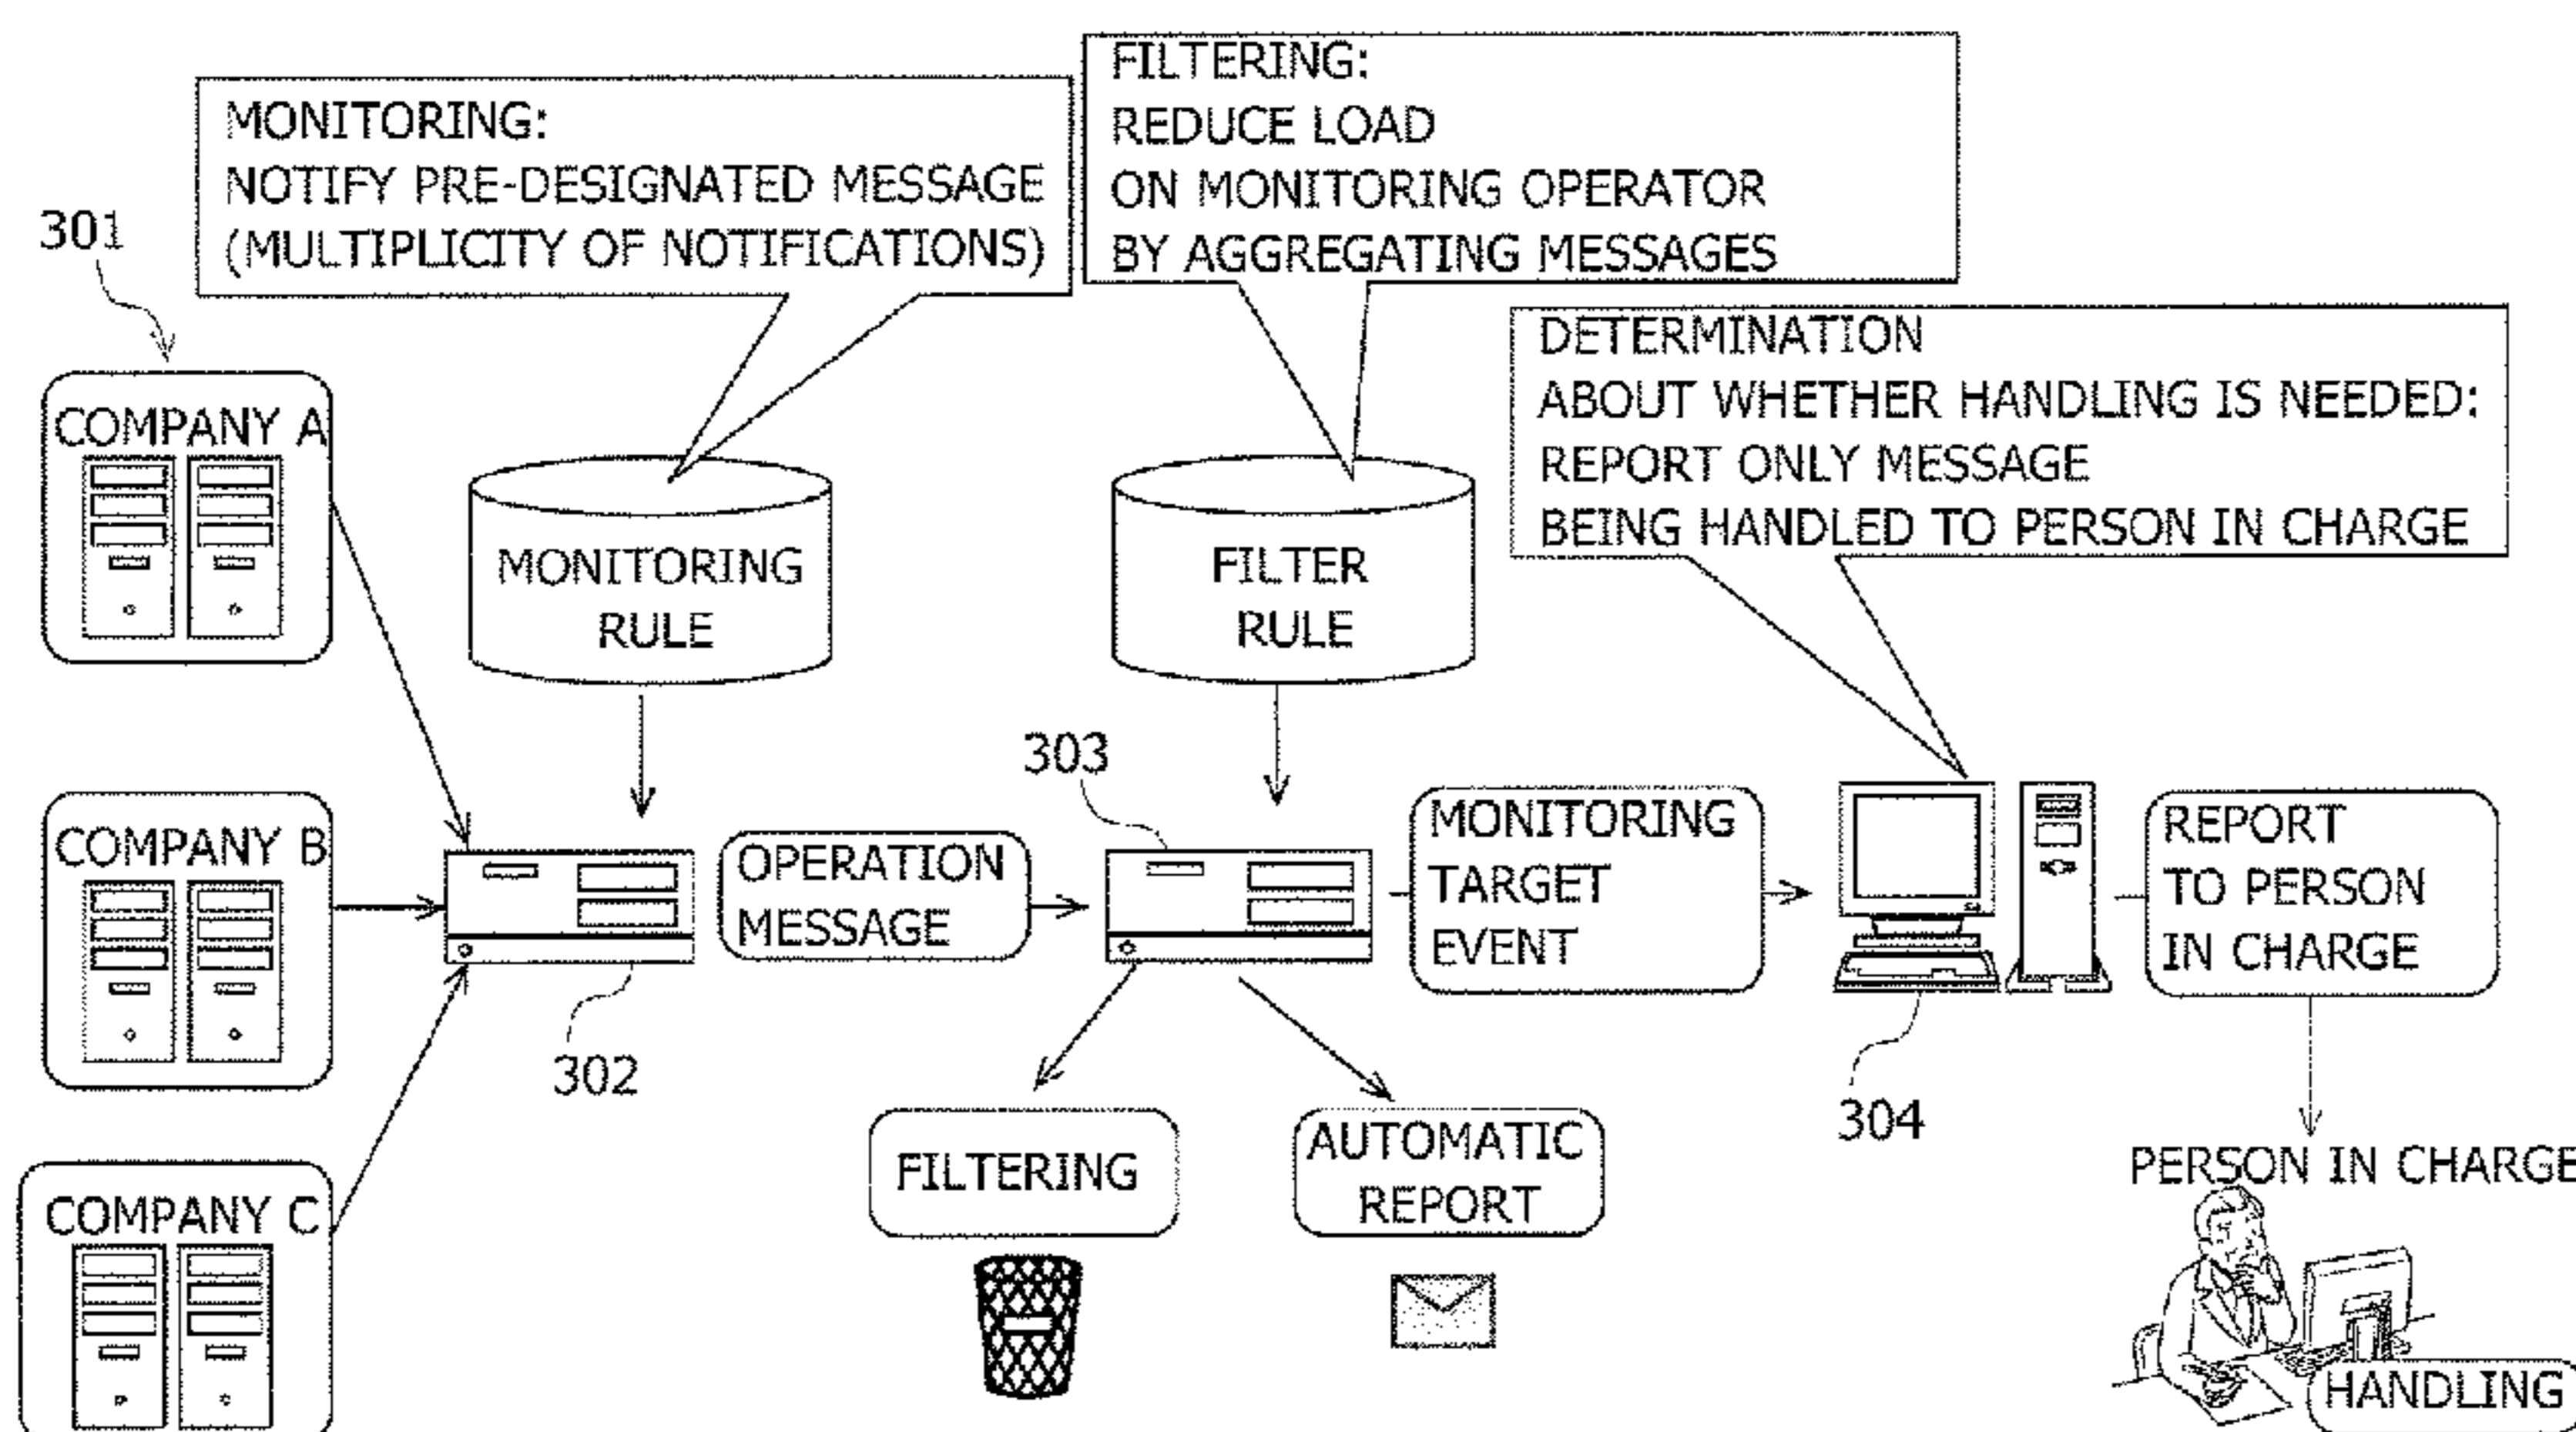 MONITORING:
NOTIFY PRE-DESIGNATED MESSAGE
(MULTIPLICITY OF NOTIFICATIONS)
FILTERING:
REDUCE LOAD
ON MONITORING OPERATOR
BY AGGREGATING MESSAGES
DETERMINATION
ABOUT WHETHER HANDLING IS NEEDED:
REPORT ONLY MESSAGE
BEING HANDLED TO PERSON IN CHARGE
301
COMPANY A
MONITORING
RULE
FILTER
RULE
303
COMPANY B
OPERATION
MESSAGE
MONITORING
TARGET
EVENT
REPORT
TO PERSON
IN CHARGE
302
304
COMPANY C
FILTERING
AUTOMATIC
REPORT
PERSON IN CHARGE
HANDLING